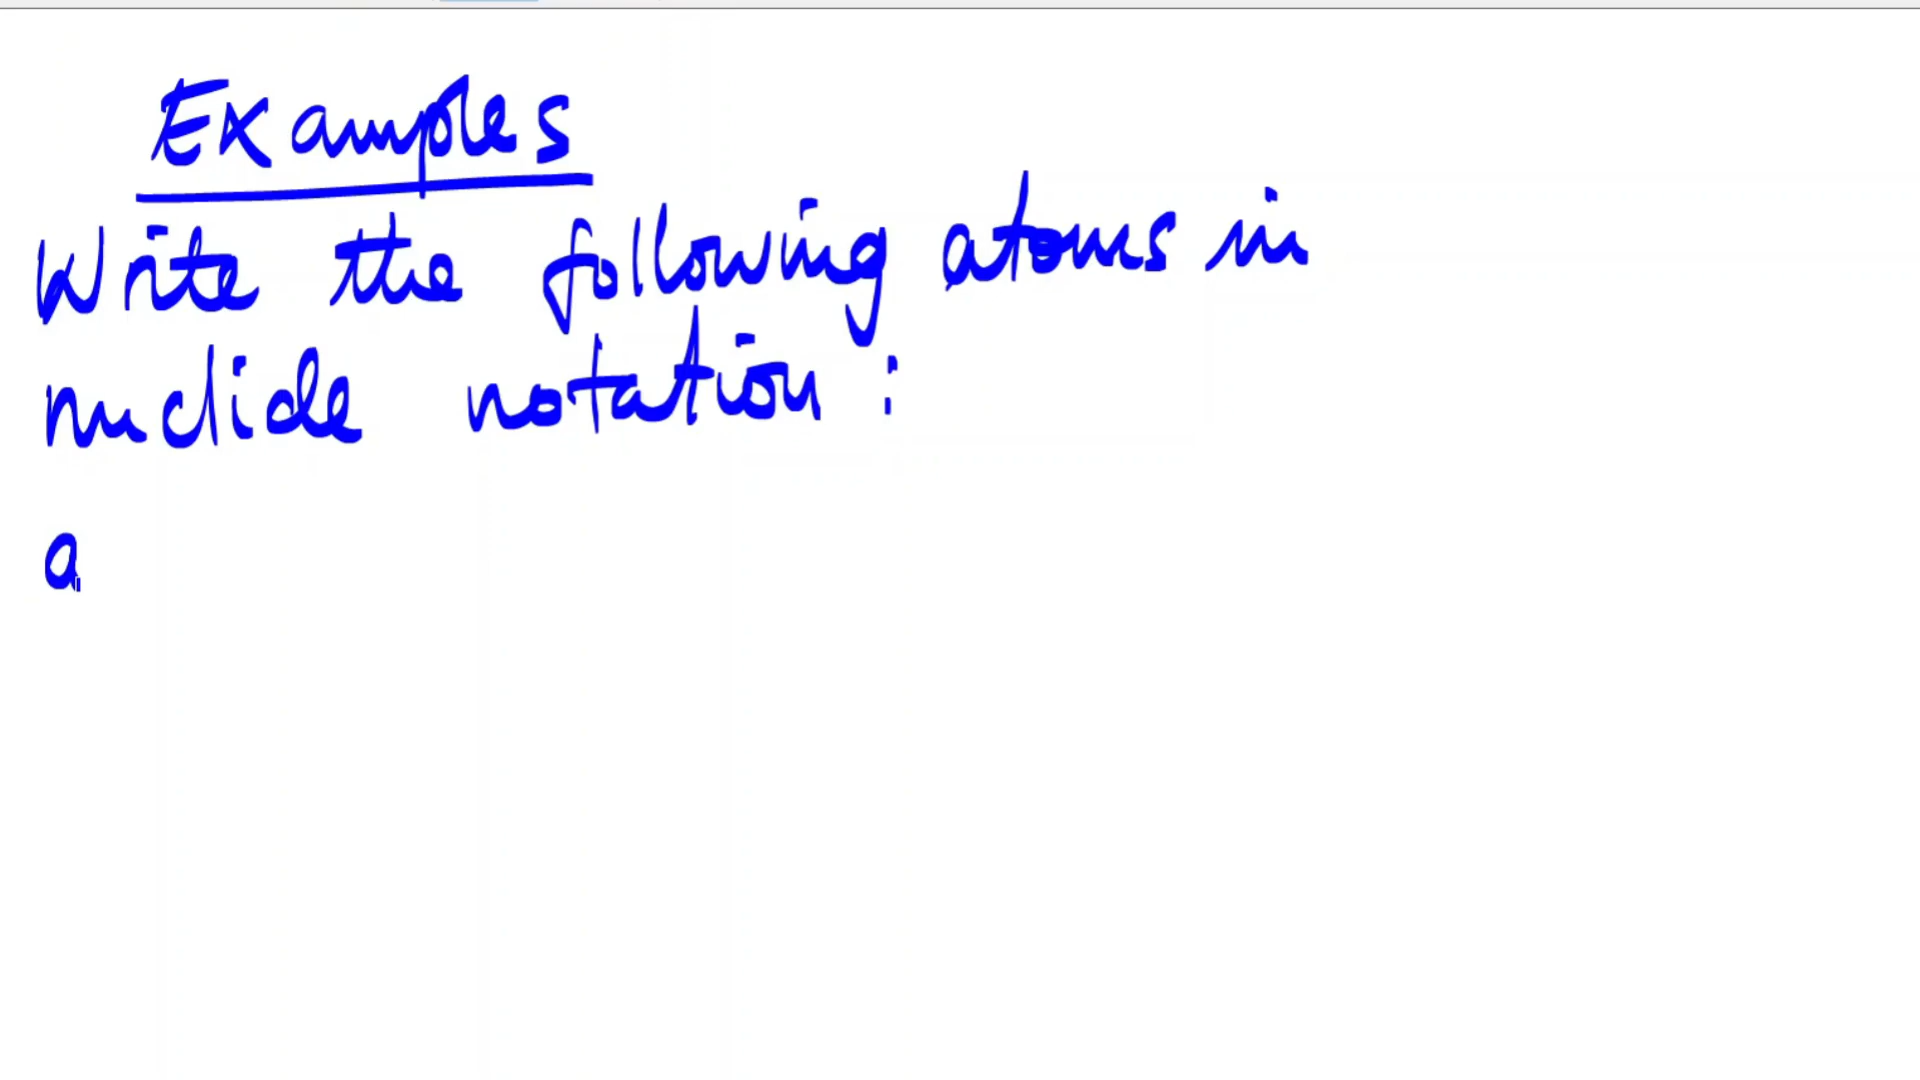 Examples
Write the following atoms in
nuclide notation :
a